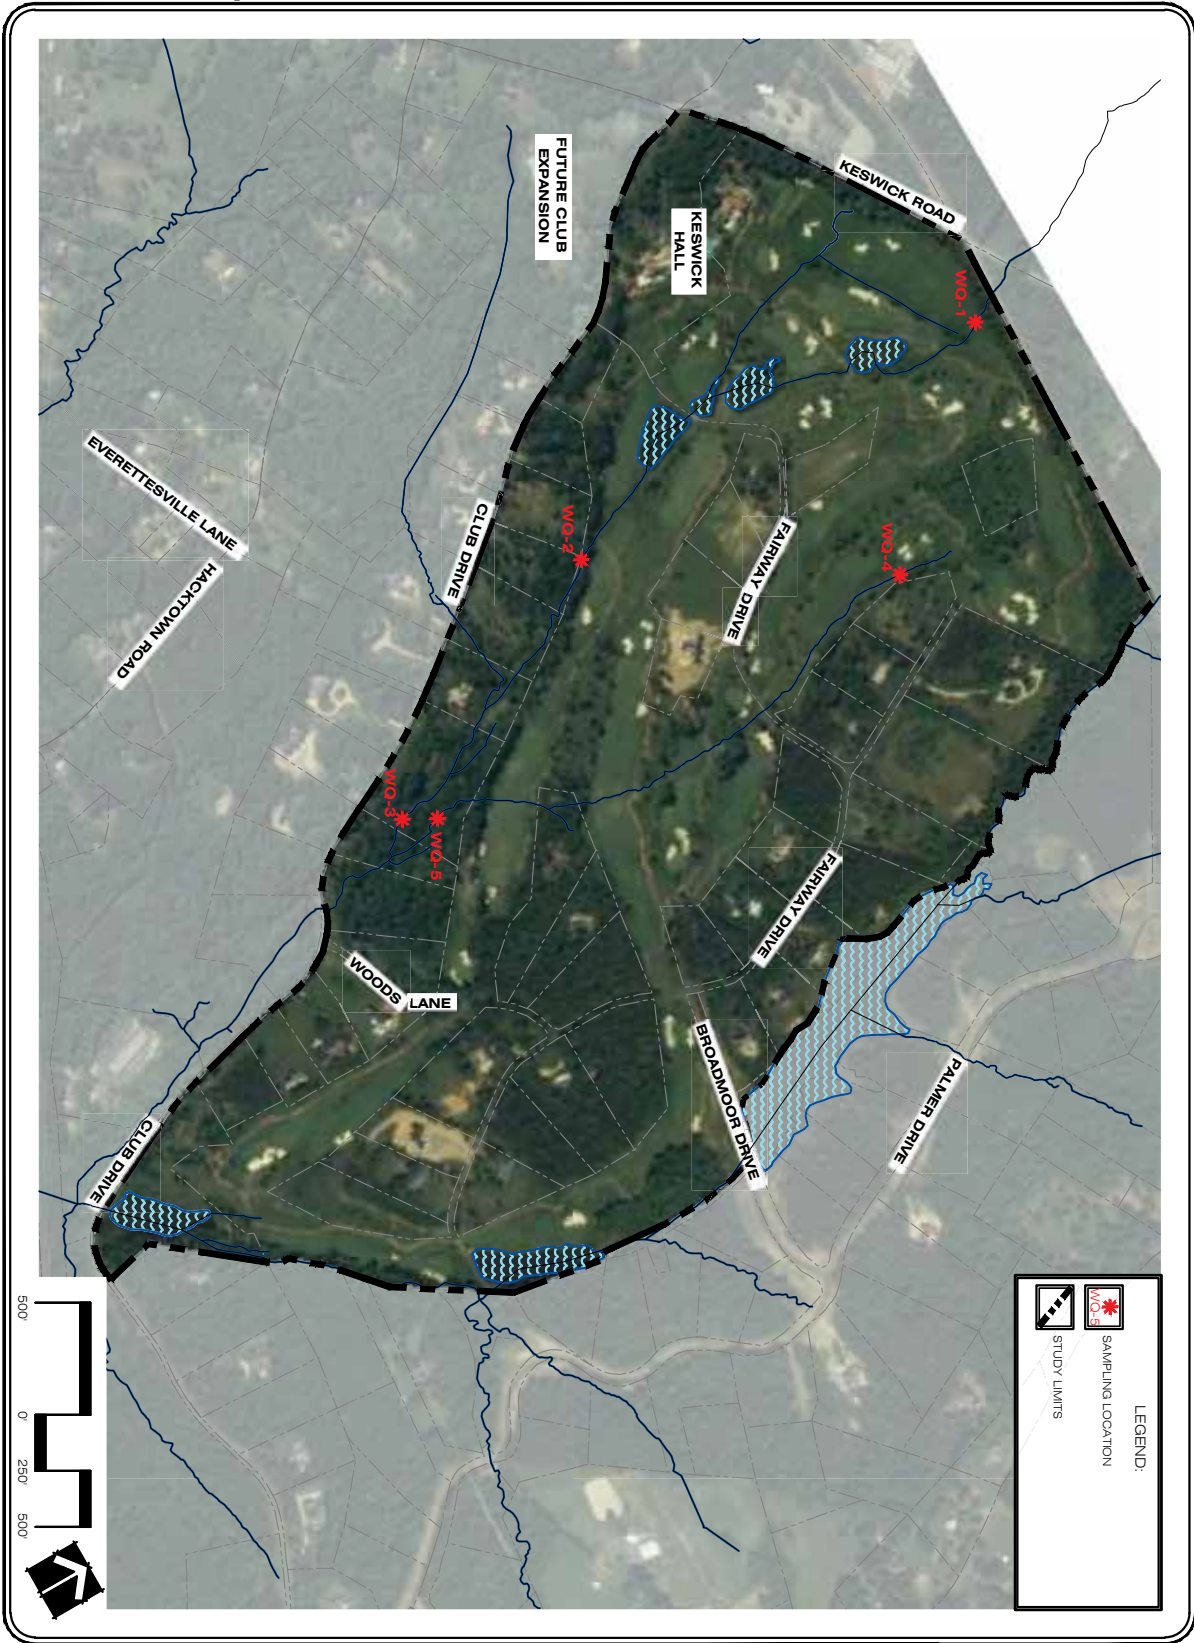 KESWICK ROAD
WQ-1
FUTURE CLUB
EXPANSION
KESWICK
HALL
WQ-4
WQ-2
FAIRWAY DRIVE
CLUB DRIVE
EVERETTESVILLE LANE
HACKTOWN ROAD
WQ-3
WQ-5
FAIRWAY DRIVE
WOODS LANE
BROADMOOR DRIVE
PALMER DRIVE
CLUB DRIVE
LEGEND:
WQ-5
SAMPLING LOCATION
STUDY LIMITS
500' 0' 250' 500'